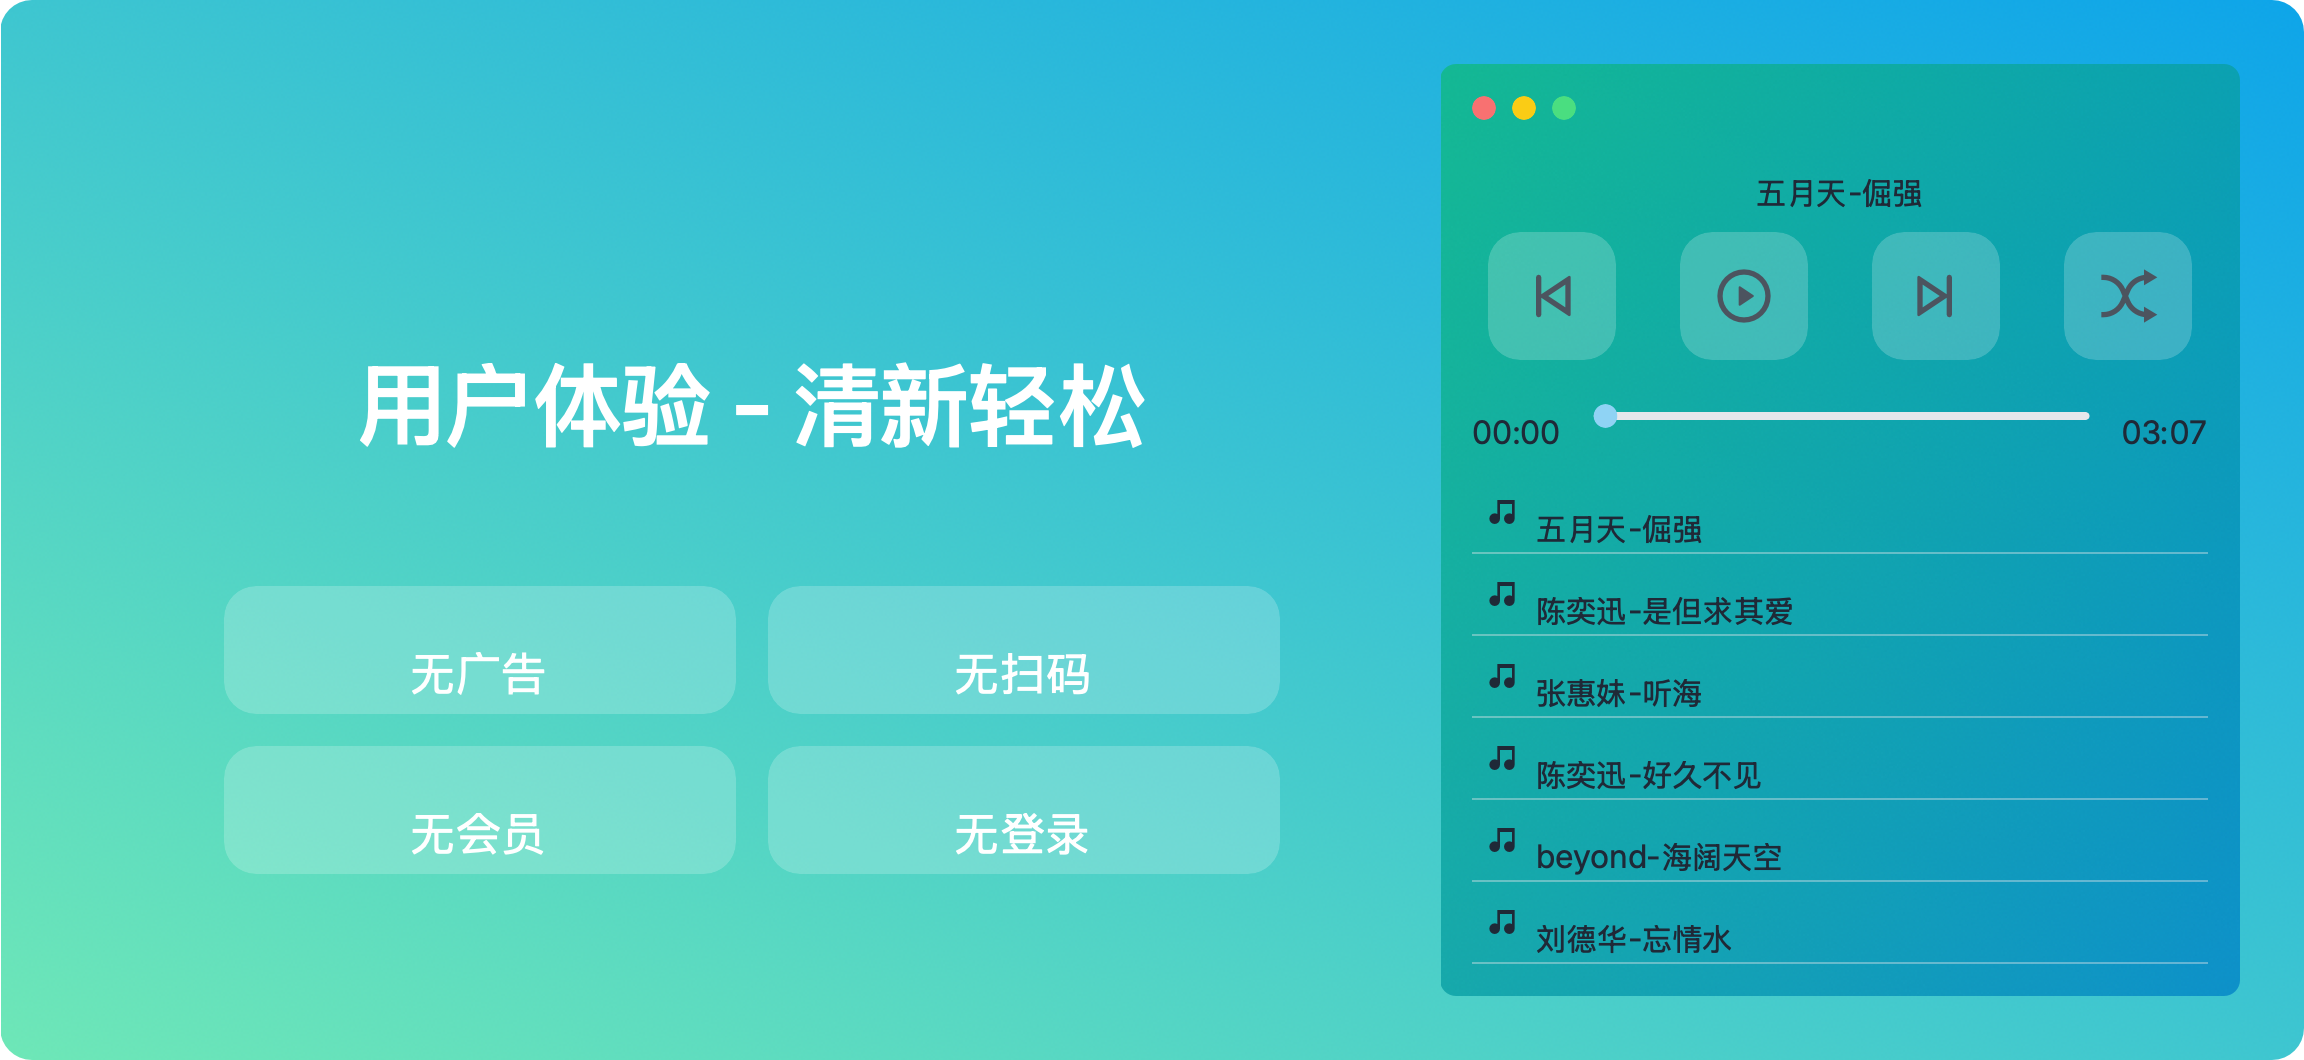 用户体验 - 清新轻松
无广告
无扫码
无会员
无登录
五月天-倔强
00:00
03:07
五月天-倔强
陈奕迅-是但求其爱
张惠妹-听海
陈奕迅-好久不见
beyond-海阔天空
刘德华-忘情水